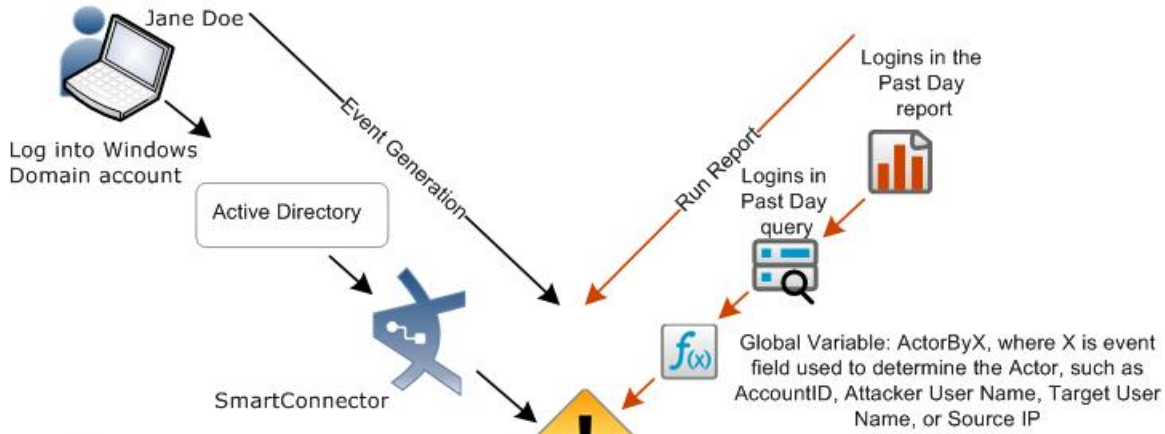 Jane Doe
Log into Windows
Domain account
Event Generation
Active Directory
SmartConnector
Run Report
Logins in the
Past Day
report
Logins in
Past Day
query
f(x)
Global Variable: ActorByX, where X is event
field used to determine the Actor, such as
AccountID, Attacker User Name, Target User
Name, or Source IP
!